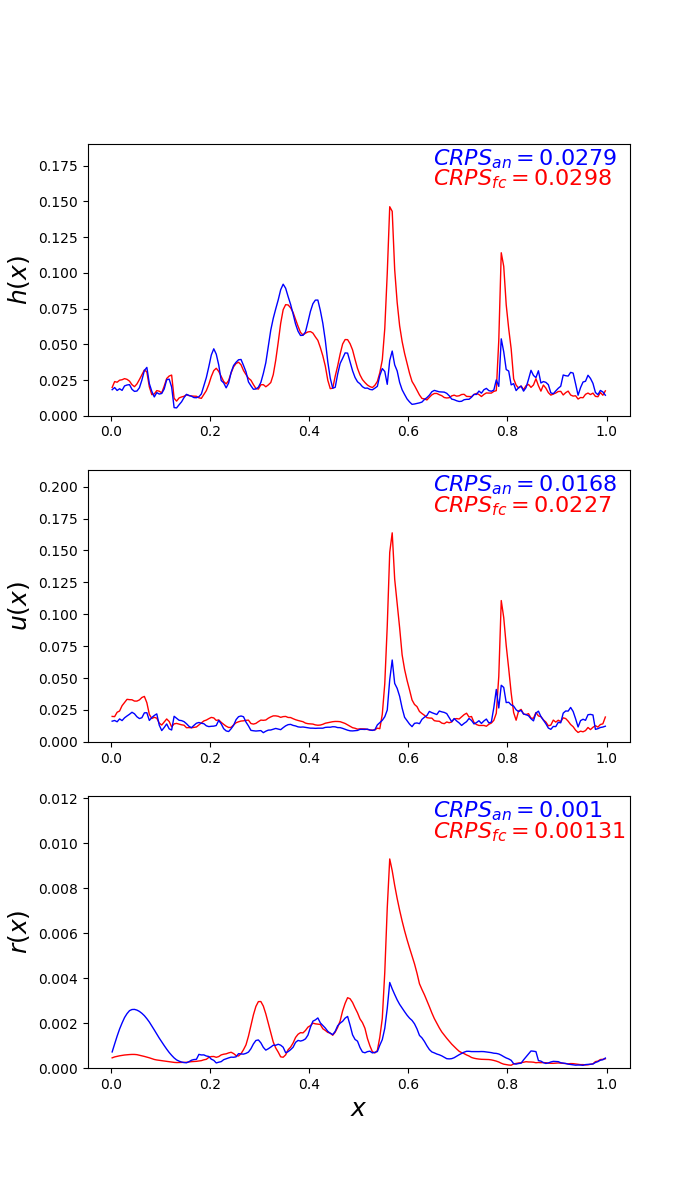 CRPS_an = 0.0279
CRPS_fc = 0.0298
0.175
0.150
0.125
0.100
0.075
0.050
0.025
0.000
h(x)
0.0 0.2 0.4 0.6 0.8 1.0
CRPS_an = 0.0168
CRPS_fc = 0.0227
0.200
0.175
0.150
0.125
0.100
0.075
0.050
0.025
0.000
u(x)
0.0 0.2 0.4 0.6 0.8 1.0
CRPS_an = 0.001
CRPS_fc = 0.00131
0.012
0.010
0.008
0.006
0.004
0.002
0.000
r(x)
0.0 0.2 0.4 0.6 0.8 1.0
x